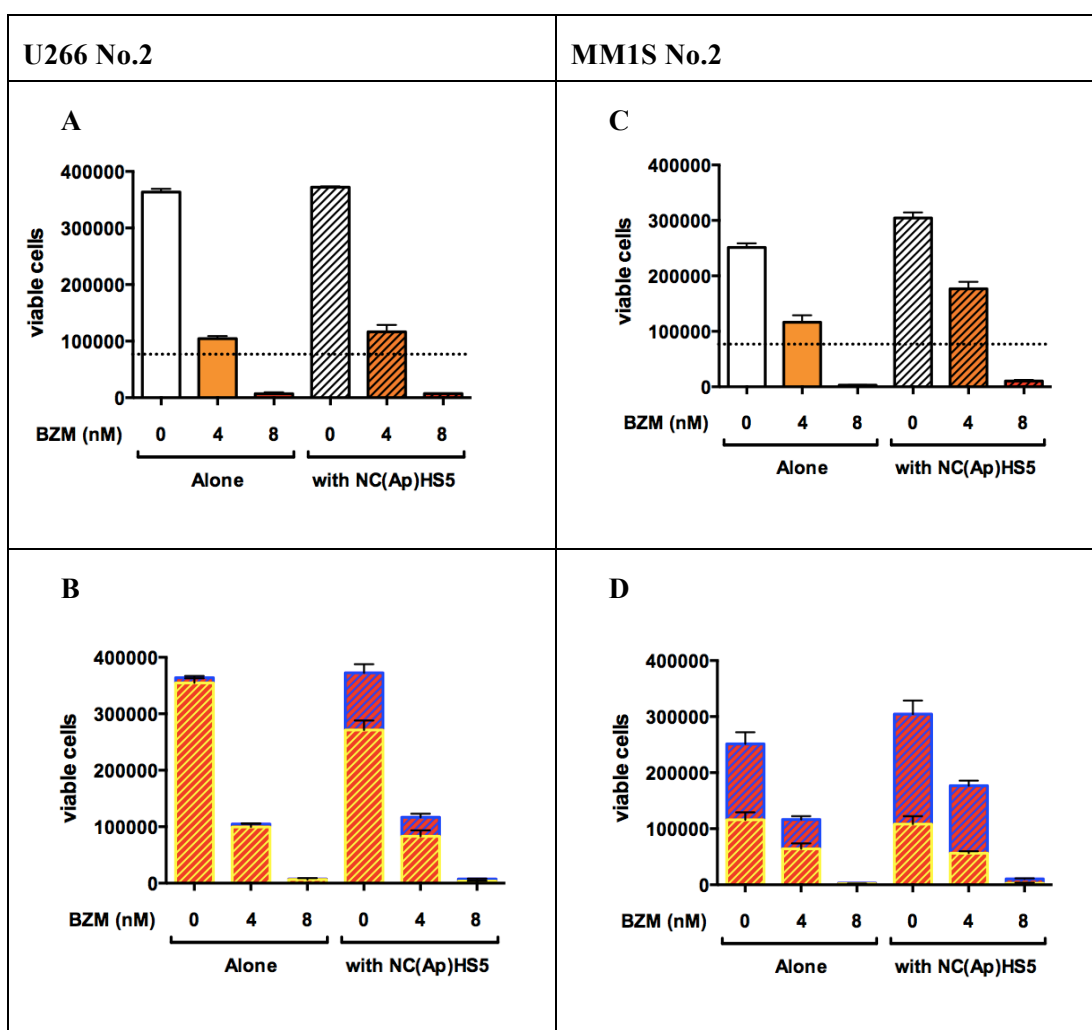 U266 No.2
MM1S No.2
A
400000
300000
200000
100000
0
viable cells
BZM (nM) 0 4 8 0 4 8
Alone with NC(Ap)HS5
C
400000
300000
200000
100000
0
viable cells
BZM (nM) 0 4 8 0 4 8
Alone with NC(Ap)HS5
B
400000
300000
200000
100000
0
viable cells
BZM (nM) 0 4 8 0 4 8
Alone with NC(Ap)HS5
D
400000
300000
200000
100000
0
viable cells
BZM (nM) 0 4 8 0 4 8
Alone with NC(Ap)HS5